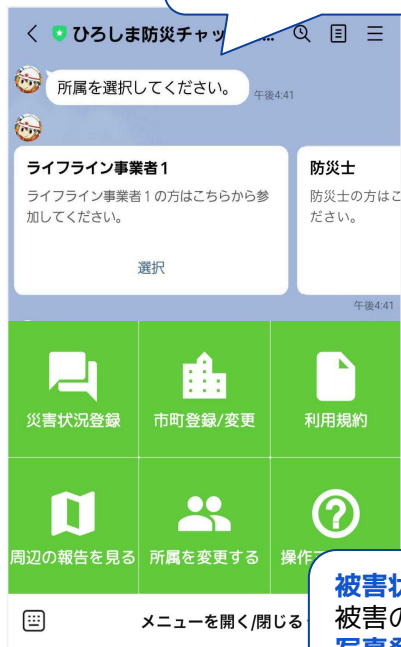 ひろしま防災チャッ...
所属を選択してください。
午後4:41
ライフライン事業者1
ライフライン事業者1の方はこちらから参
加してください。
選択
防災士
防災士の方はこ
ださい。
午後4:41
災害状況登録
市町登録/変更
利用規約
周辺の報告を見る
所属を変更する
操作
メニューを開く/閉じる
被害状
被害の